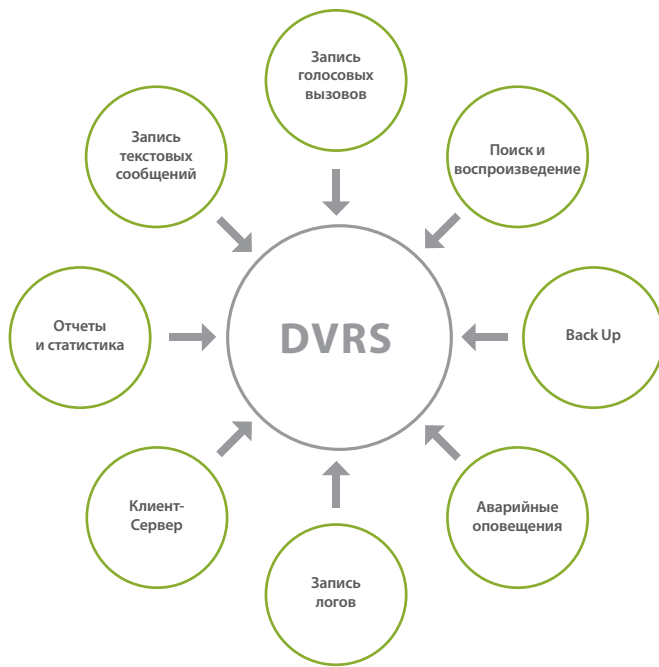 Запись
голосовых
вызовов
Запись
текстовых
сообщений
Поиск и
воспроизведение
Отчеты
и статистика
DVRS
Back Up
Клиент-
Сервер
Аварийные
оповещения
Запись
логов